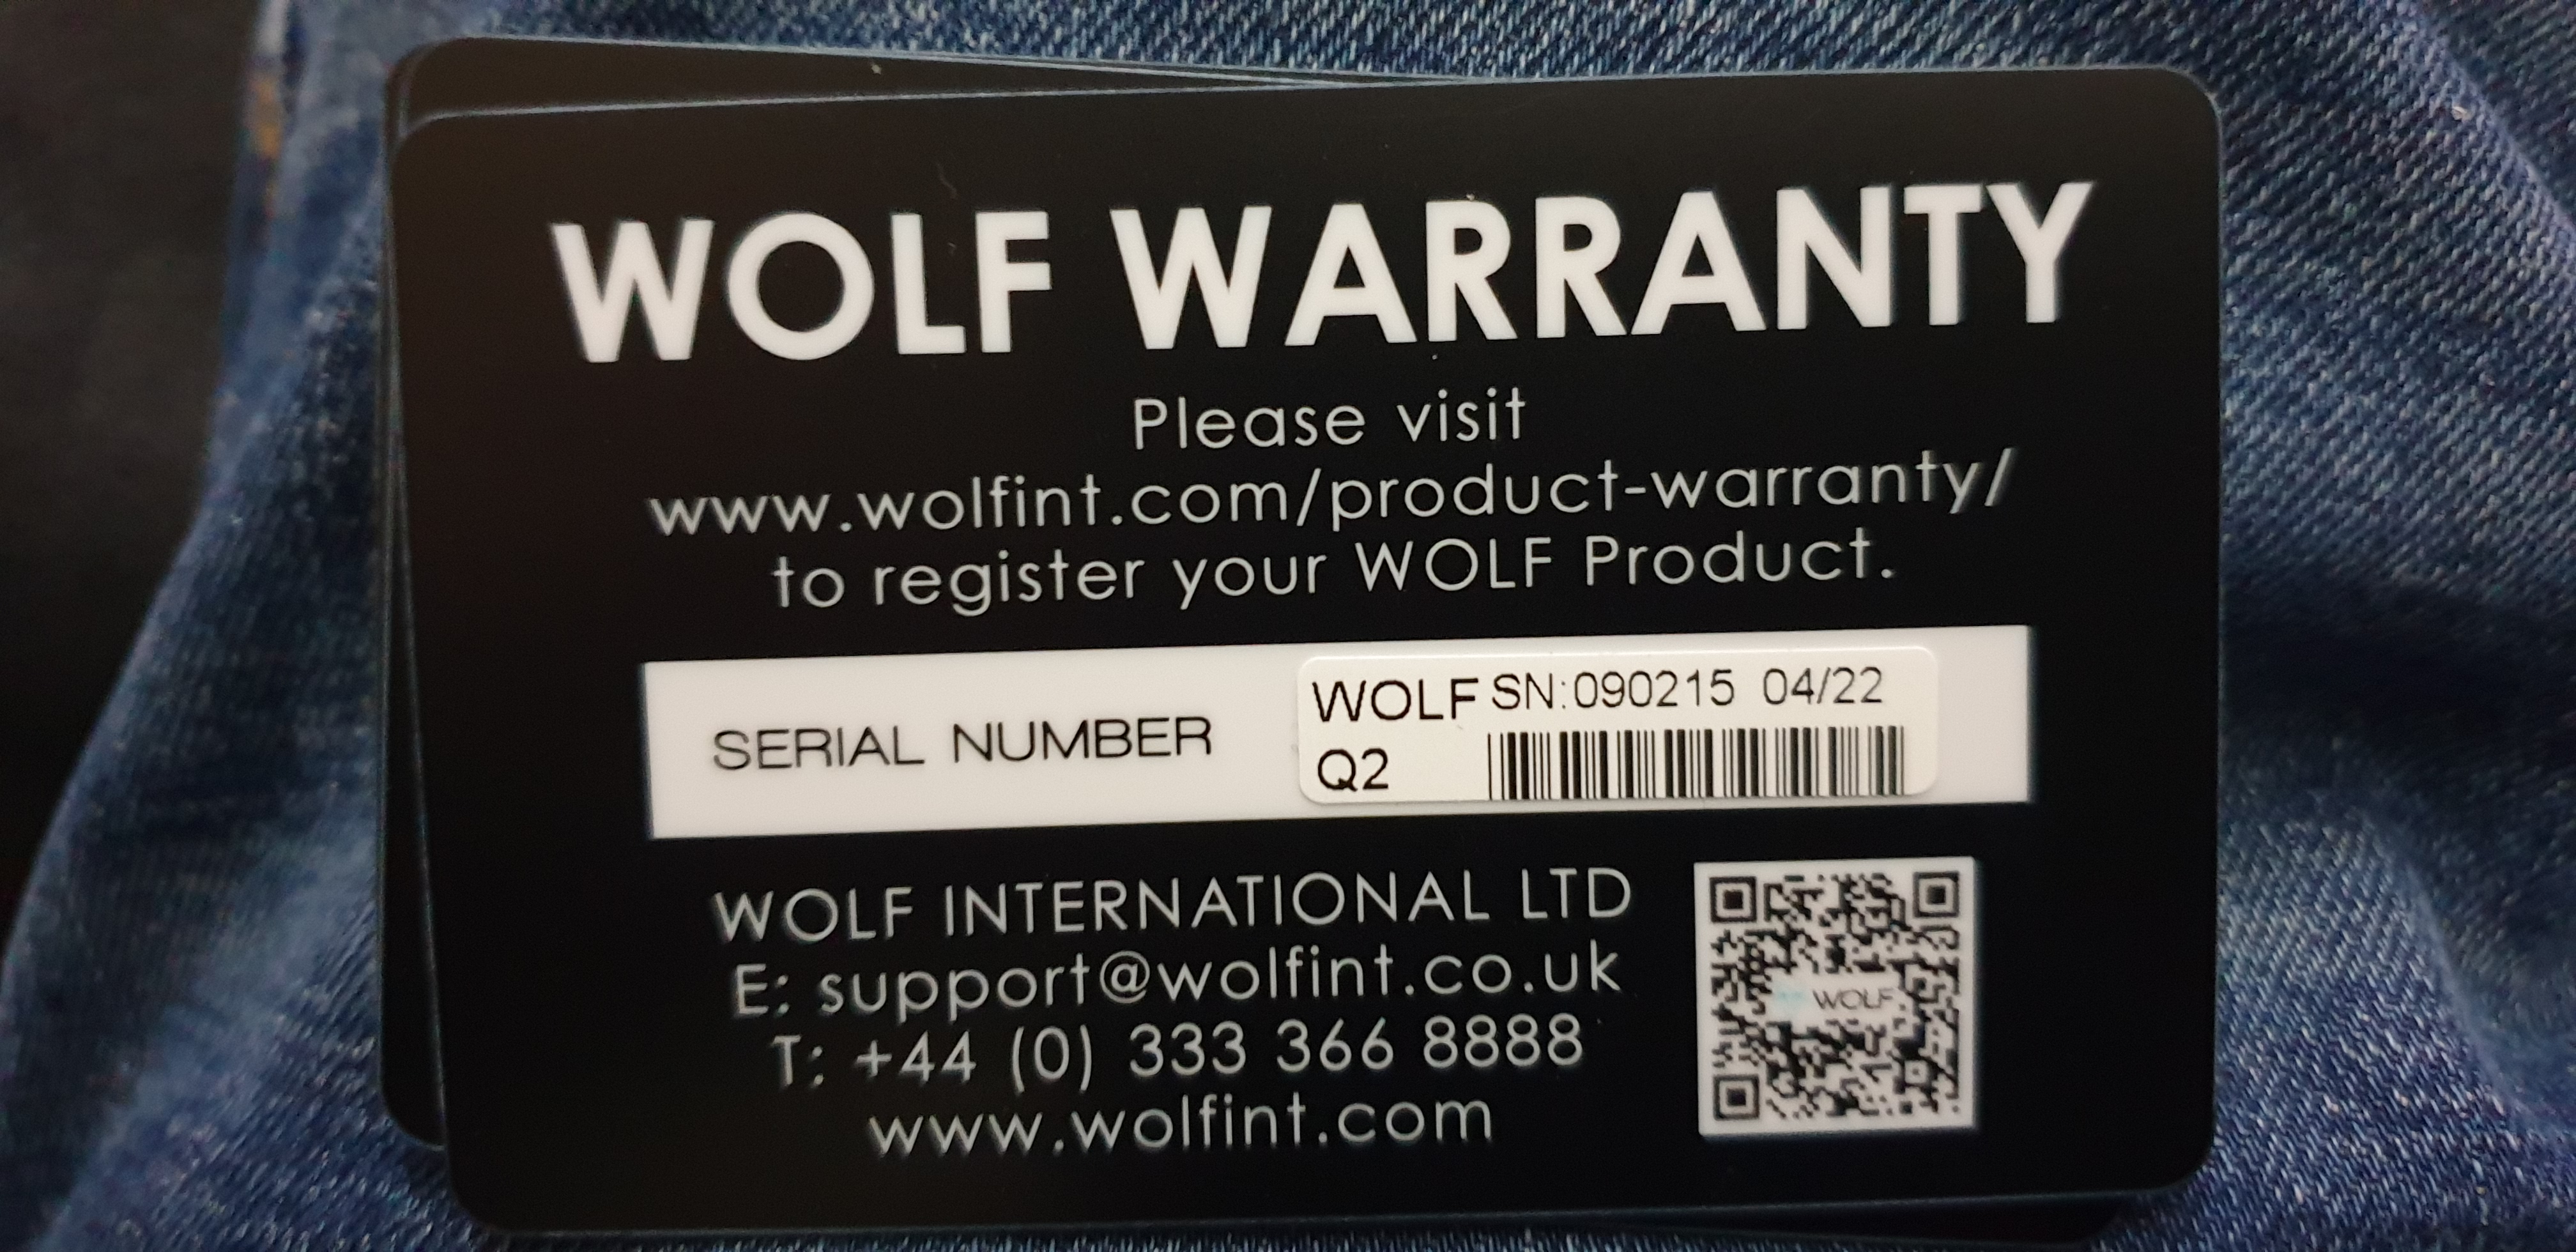 WOLF WARRANTY
Please visit
www.wolfint.com/product-warranty/
to register your WOLF Product.
SERIAL NUMBER
WOLF SN:090215 04/22
Q2
WOLF INTERNATIONAL LTD
E: support@wolfint.co.uk
T: +44 (0) 333 366 8888
www.wolfint.com
WOLF